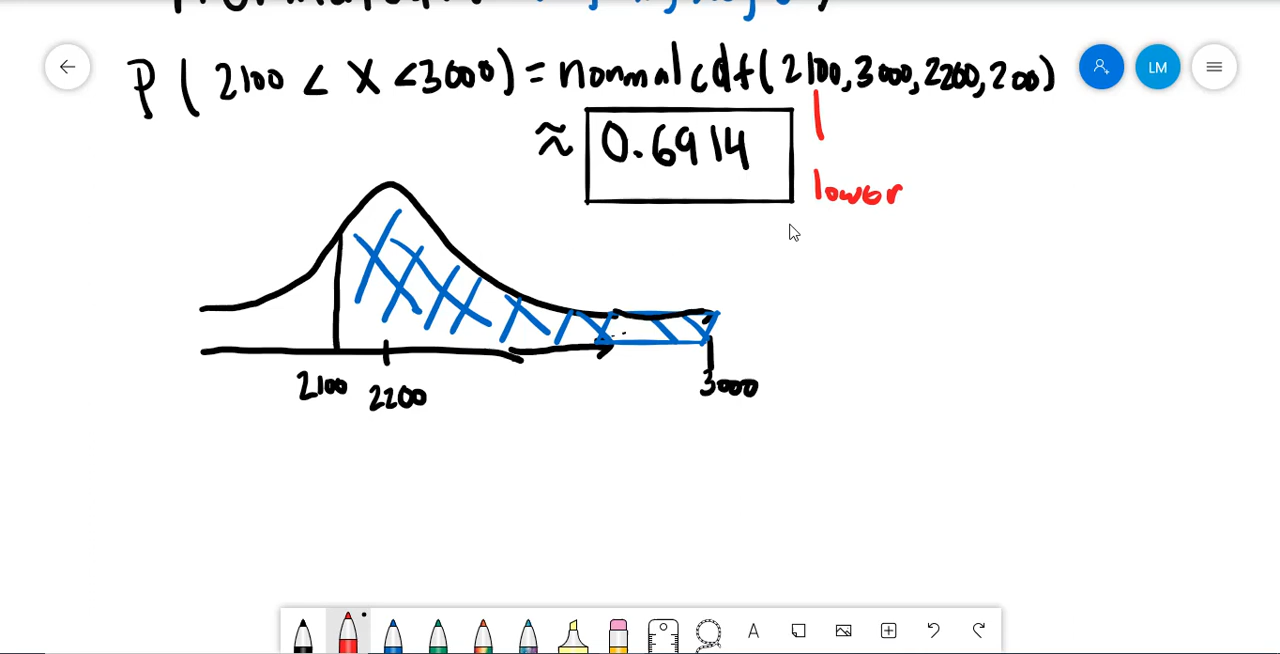 P(2100 < X < 3000) = normalcdf(2100, 3000, 2200, 200)
≈ 0.6914
lower
2100
2200
3000
LM
A